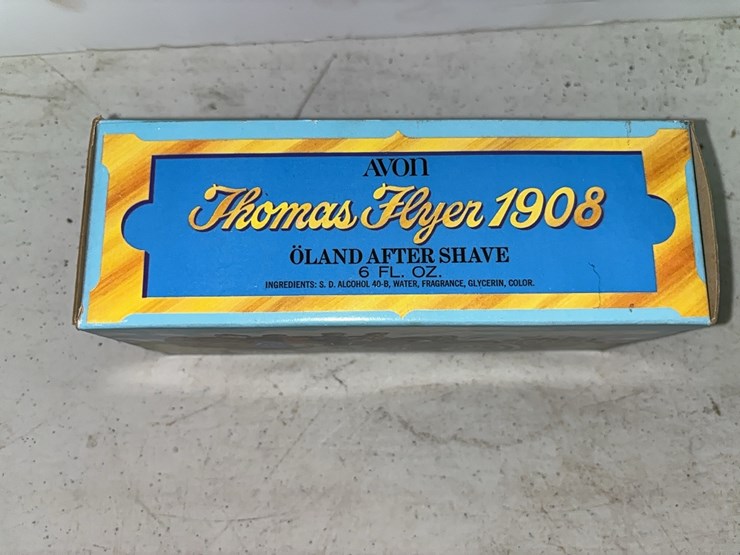 AVON
Thomas Flyer 1908
ÖLAND AFTER SHAVE
6 FL. OZ.
INGREDIENTS: S. D. ALCOHOL 40-B, WATER, FRAGRANCE, GLYCERIN, COLOR.